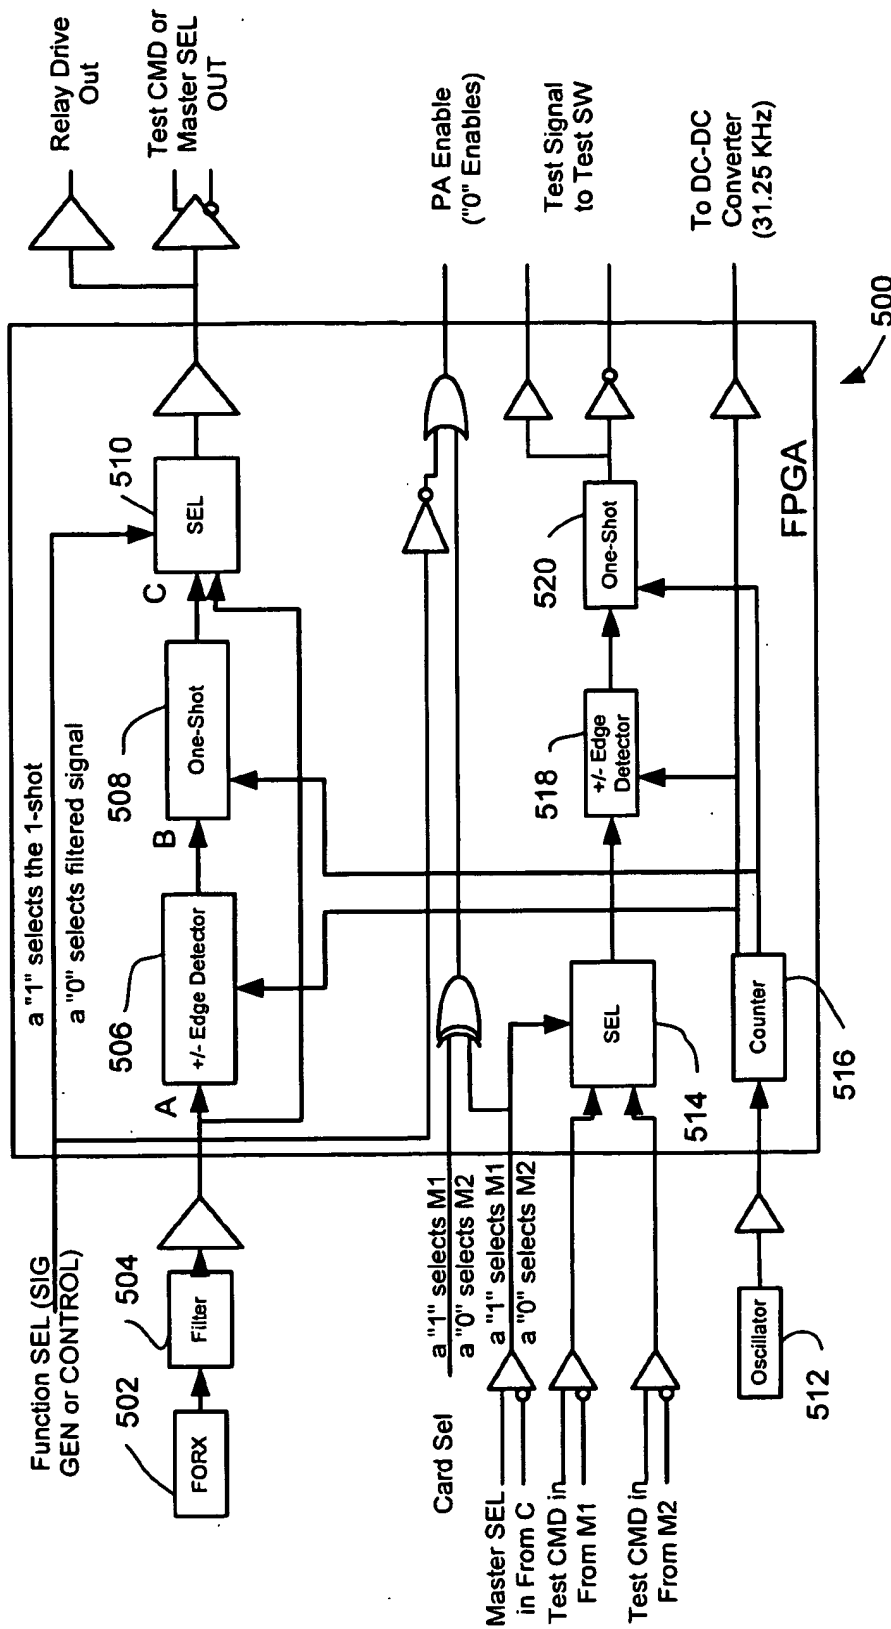 Function SEL (SIG
GEN or CONTROL)
502
504
FORX
Filter
a "1" selects the 1-shot
a "0" selects filtered signal
506
A
+/- Edge Detector
B
508
One-Shot
C
510
SEL
Relay Drive
Out
Test CMD or
Master SEL
OUT
Card Sel
a "1" selects M1
a "0" selects M2
PA Enable
("0" Enables)
Master SEL
in From C
a "1" selects M1
a "0" selects M2
Test CMD in
From M1
Test CMD in
From M2
SEL
514
518
+/- Edge
Detector
520
One-Shot
Test Signal
to Test SW
Oscillator
512
Counter
516
To DC-DC
Converter
(31.25 KHz)
FPGA
500